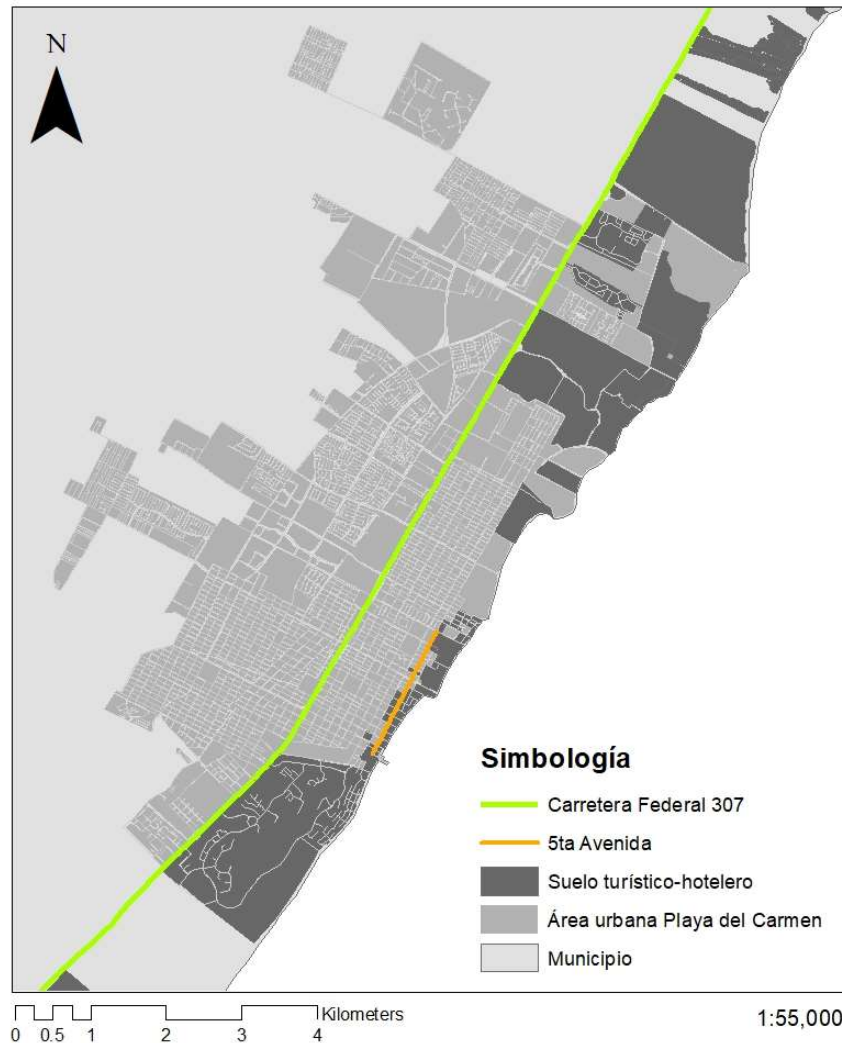 N
Simbología
Carretera Federal 307
5ta Avenida
Suelo turístico-hotelero
Área urbana Playa del Carmen
Municipio
Kilometers
0 0.5 1 2 3 4
1:55,000